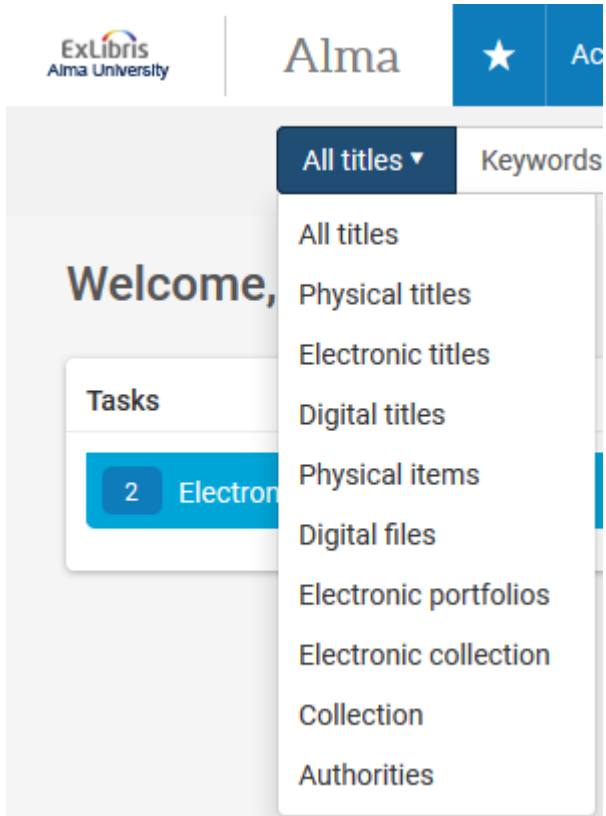 ExLibris
Alma University
Alma
★ Ac
All titles ▼ Keywords
All titles
Physical titles
Electronic titles
Digital titles
Physical items
Digital files
Electronic portfolios
Electronic collection
Collection
Authorities
Welcome,
Tasks
2 Electron